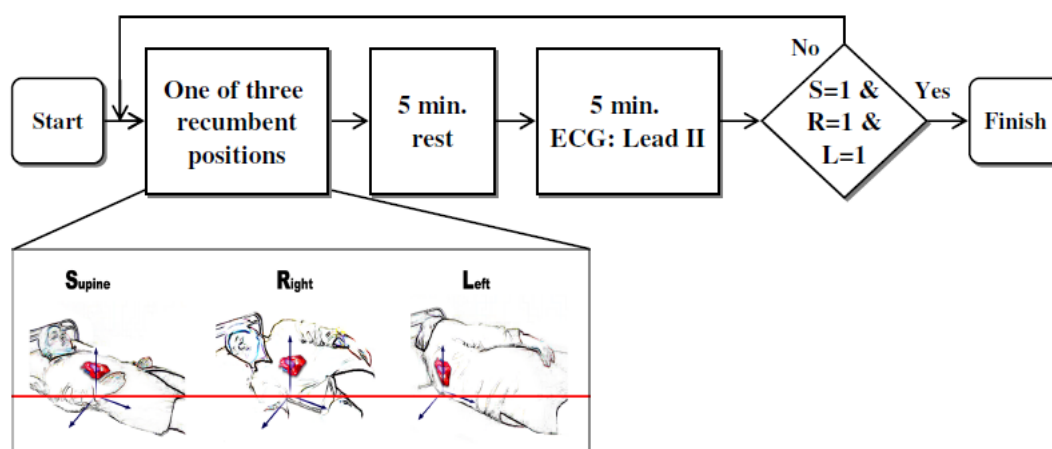 Start
One of three
recumbent
positions
5 min.
rest
5 min.
ECG: Lead II
No
S=1 &
R=1 &
L=1
Yes
Finish
Supine
Right
Left